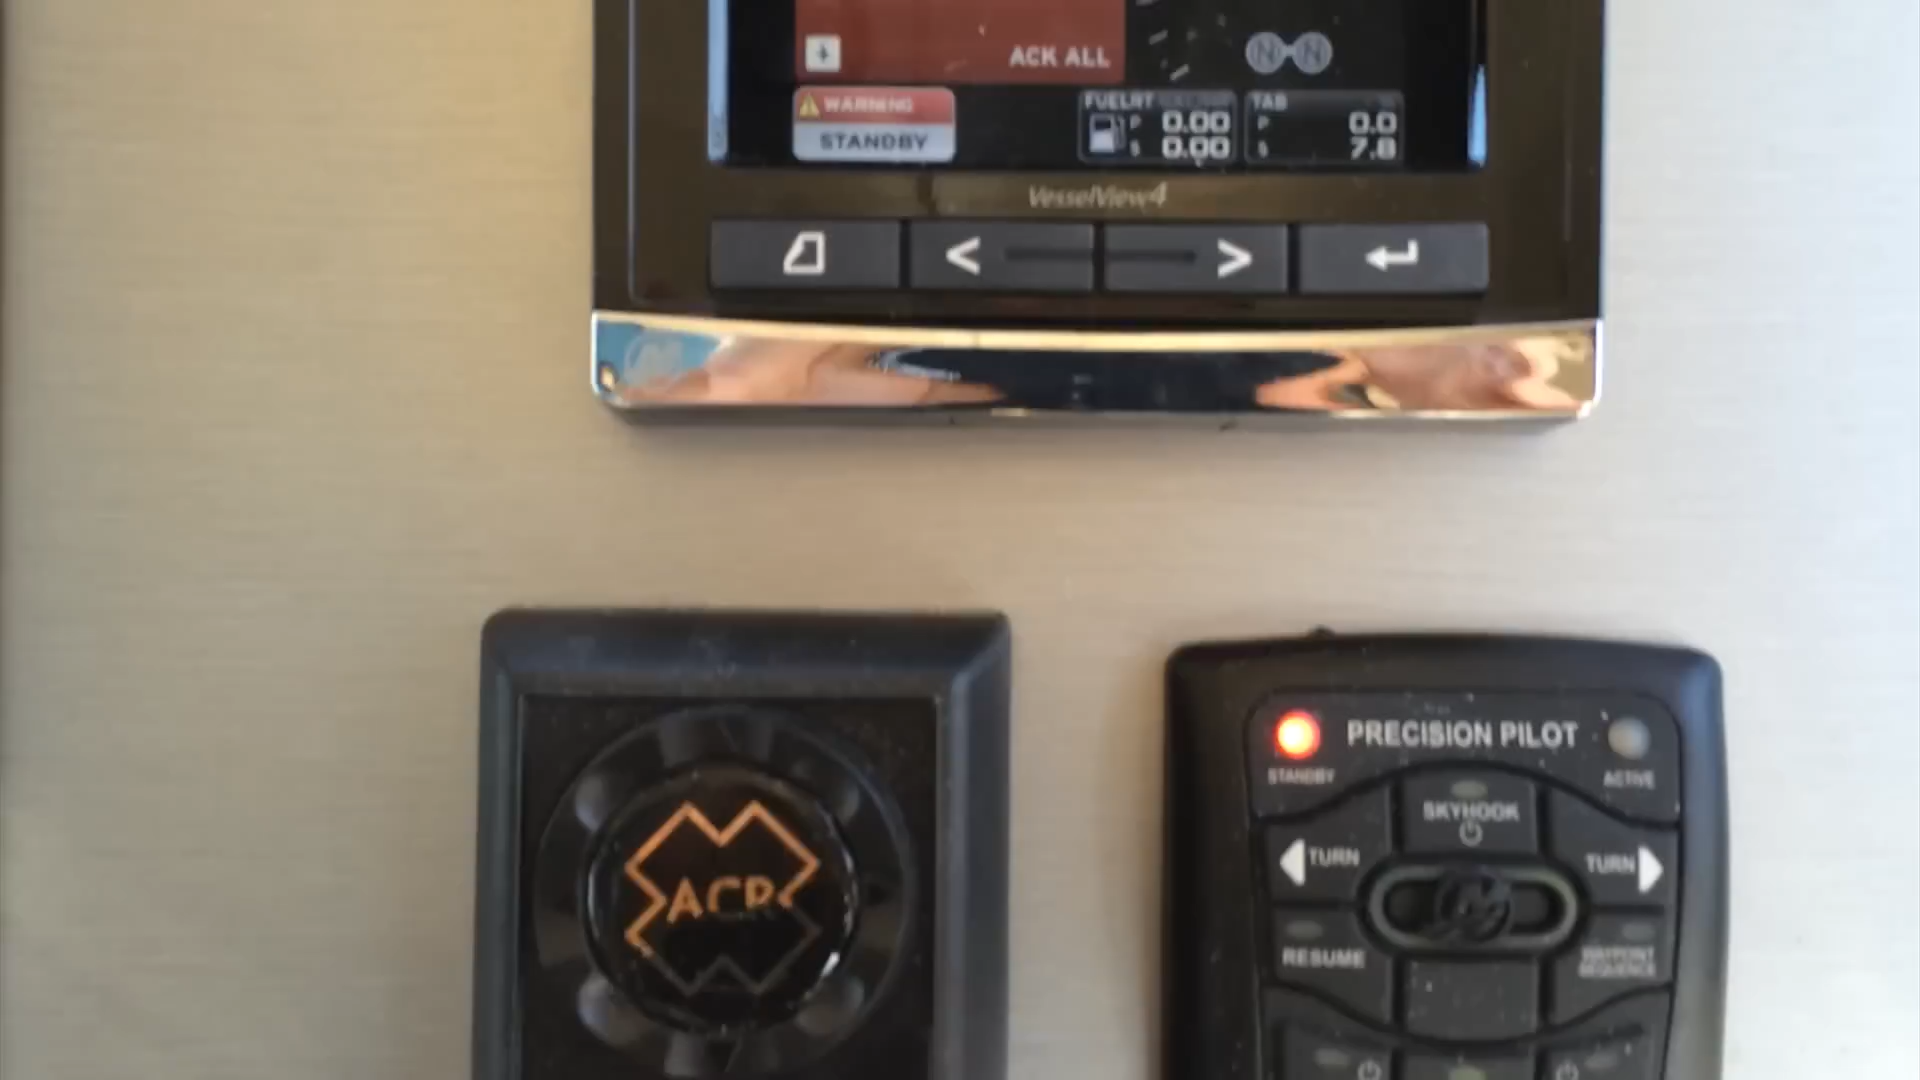 ACK ALL
N N
WARNING
STANDBY
FUELRT
P 0.00
S 0.00
TAB
P 0.0
S 7.8
VesselView4
< >
ACR
PRECISION PILOT
STANDBY
ACTIVE
SKYHOOK
TURN
TURN
RESUME
WAYPOINT
SEQUENCE